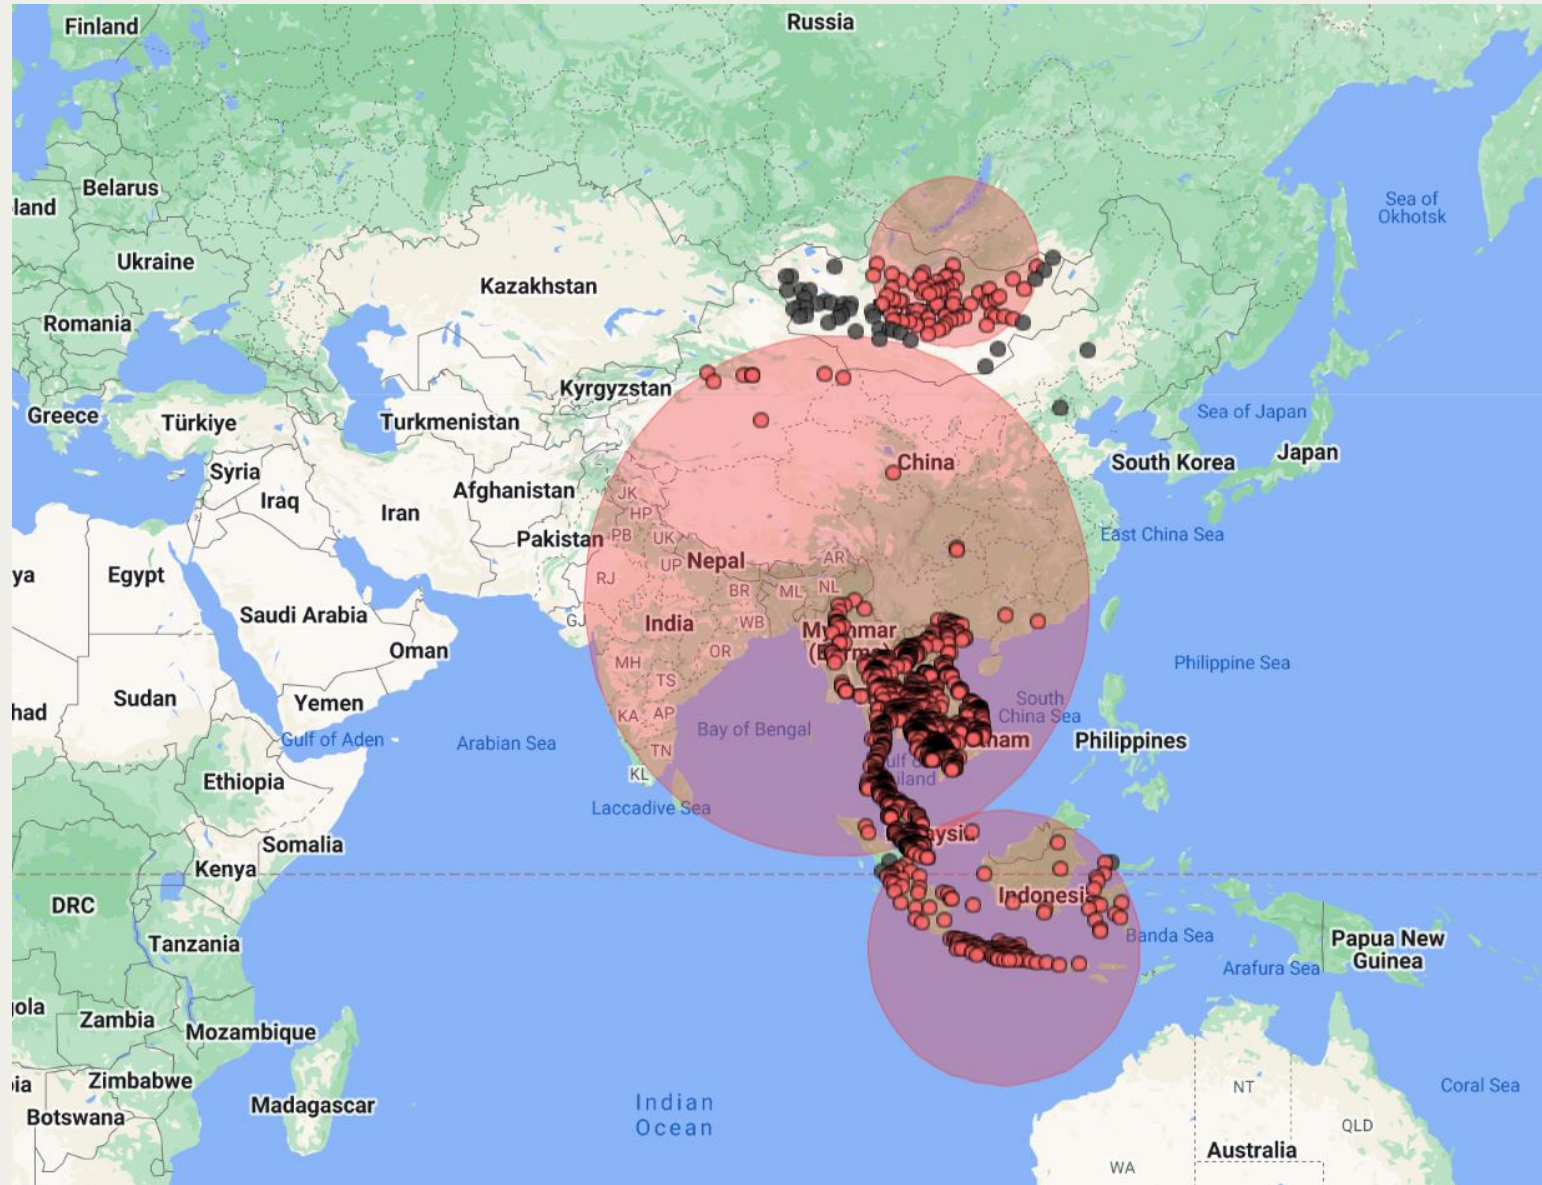 Finland
Russia
Belarus
land
Sea of
Okhotsk
Ukraine
Kazakhstan
Romania
Kyrgyzstan
Greece
Türkiye
Turkmenistan
Sea of Japan
Syria
China
South Korea
Japan
Iraq
Afghanistan
JK
Iran
HP
Pakistan
PB
UK
East China Sea
ya
Egypt
Nepal
AR
RJ
UP
BR
ML
NL
Saudi Arabia
GJ
India
WB
Myanmar
(Burma)
Oman
OR
MH
Philippine Sea
TS
Sudan
Yemen
South
China Sea
had
KA
AP
Bay of Bengal
Gulf of Aden
Arabian Sea
tnam
Philippines
TN
KL
Ethiopia
Laccadive Sea
Somalia
Malaysia
Kenya
DRC
Indonesia
Banda Sea
Tanzania
Papua New
Guinea
Arafura Sea
gola
Zambia
Mozambique
ia
Zimbabwe
NT
Coral Sea
Madagascar
Indian
Ocean
Botswana
QLD
Australia
WA